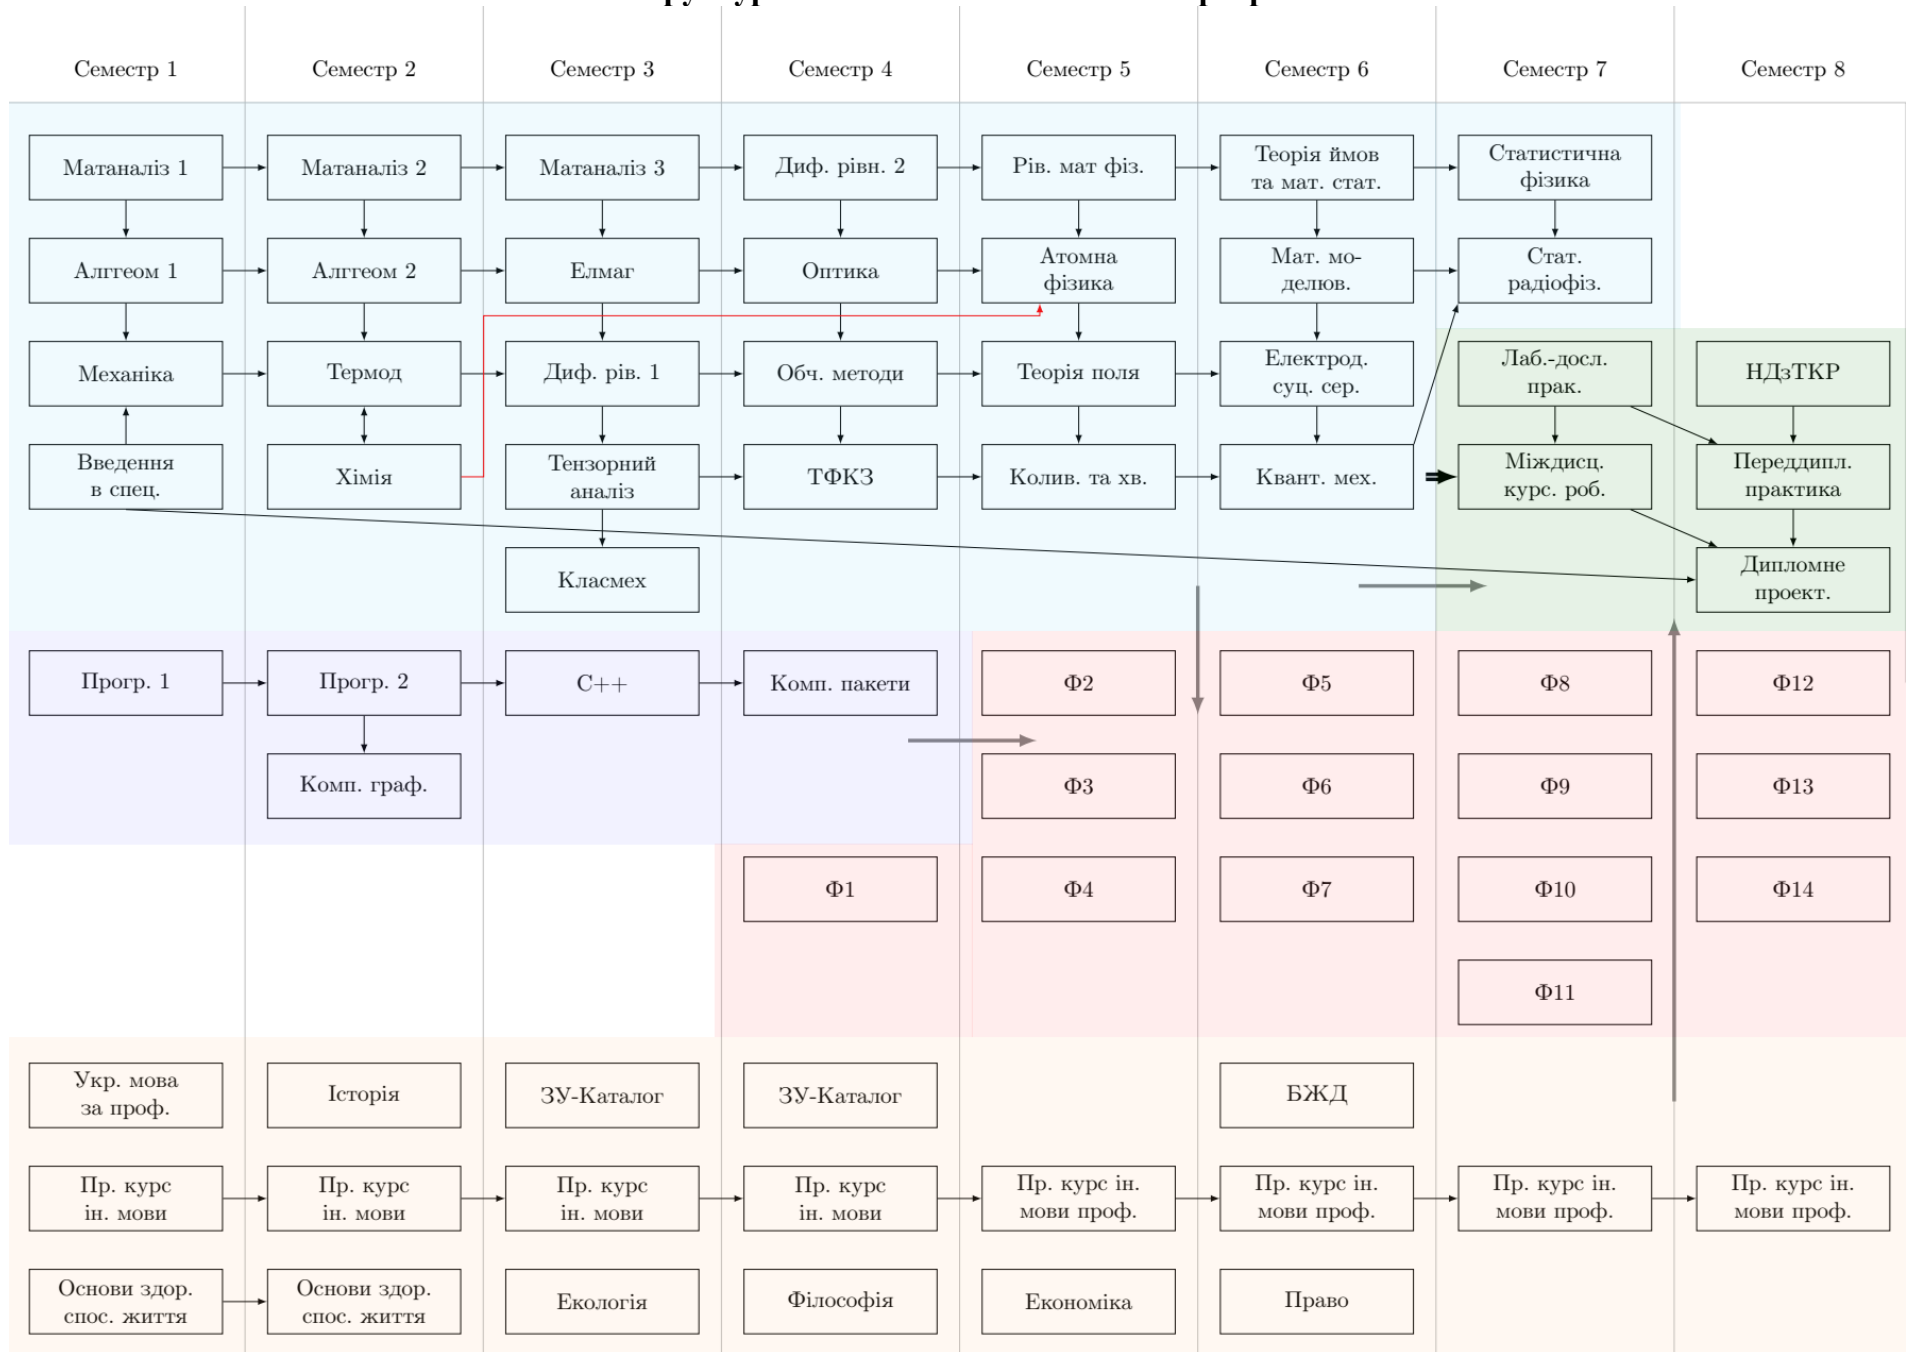 Семестр 1
Семестр 2
Семестр 3
Семестр 4
Семестр 5
Семестр 6
Семестр 7
Семестр 8
Матаналіз 1
Матаналіз 2
Матаналіз 3
Диф. рівн. 2
Рів. мат фіз.
Теорія ймов
та мат. стат.
Статистична
фізика
Алггеом 1
Алггеом 2
Елмаг
Оптика
Атомна
фізика
Мат. мо-
делюв.
Стат.
радіофіз.
Механіка
Термод
Диф. рів. 1
Обч. методи
Теорія поля
Електрод.
суц. сер.
Лаб.-досл.
прак.
НДзТКР
Введення
в спец.
Хімія
Тензорний
аналіз
ТФКЗ
Колив. та хв.
Квант. мех.
Міждисц.
курс. роб.
Переддипл.
практика
Класмех
Дипломне
проект.
Прогр. 1
Прогр. 2
C++
Комп. пакети
Ф2
Ф5
Ф8
Ф12
Комп. граф.
Ф3
Ф6
Ф9
Ф13
Ф1
Ф4
Ф7
Ф10
Ф14
Ф11
Укр. мова
за проф.
Історія
ЗУ-Каталог
ЗУ-Каталог
БЖД
Пр. курс
ін. мови
Пр. курс
ін. мови
Пр. курс
ін. мови
Пр. курс
ін. мови
Пр. курс ін.
мови проф.
Пр. курс ін.
мови проф.
Пр. курс ін.
мови проф.
Пр. курс ін.
мови проф.
Основи здор.
спос. життя
Основи здор.
спос. життя
Екологія
Філософія
Економіка
Право